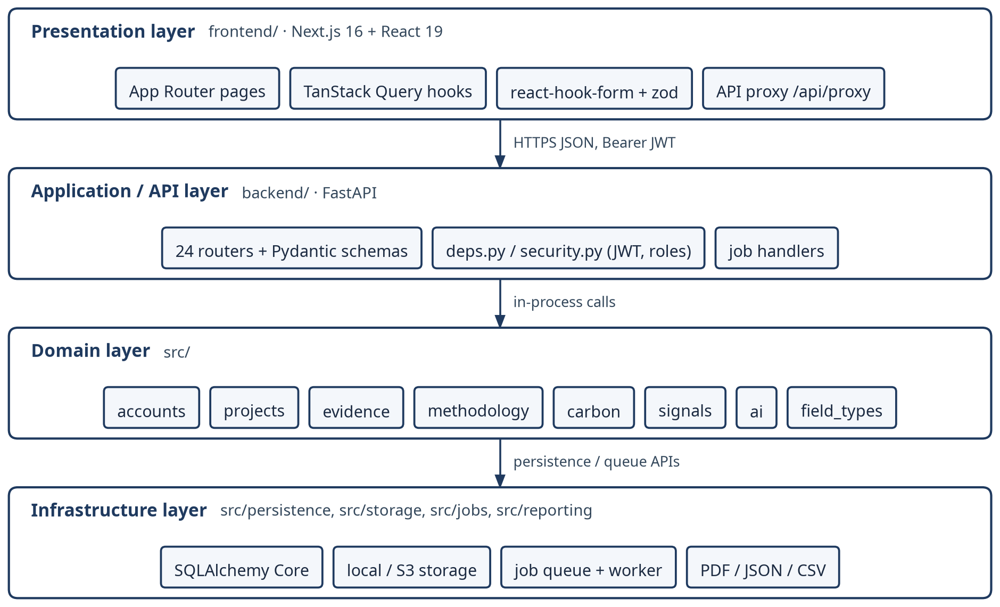 Presentation layer frontend/ · Next.js 16 + React 19
App Router pages
TanStack Query hooks
react-hook-form + zod
API proxy /api/proxy
HTTPS JSON, Bearer JWT
Application / API layer backend/ · FastAPI
24 routers + Pydantic schemas
deps.py / security.py (JWT, roles)
job handlers
in-process calls
Domain layer src/
accounts
projects
evidence
methodology
carbon
signals
ai
field_types
persistence / queue APIs
Infrastructure layer src/persistence, src/storage, src/jobs, src/reporting
SQLAlchemy Core
local / S3 storage
job queue + worker
PDF / JSON / CSV